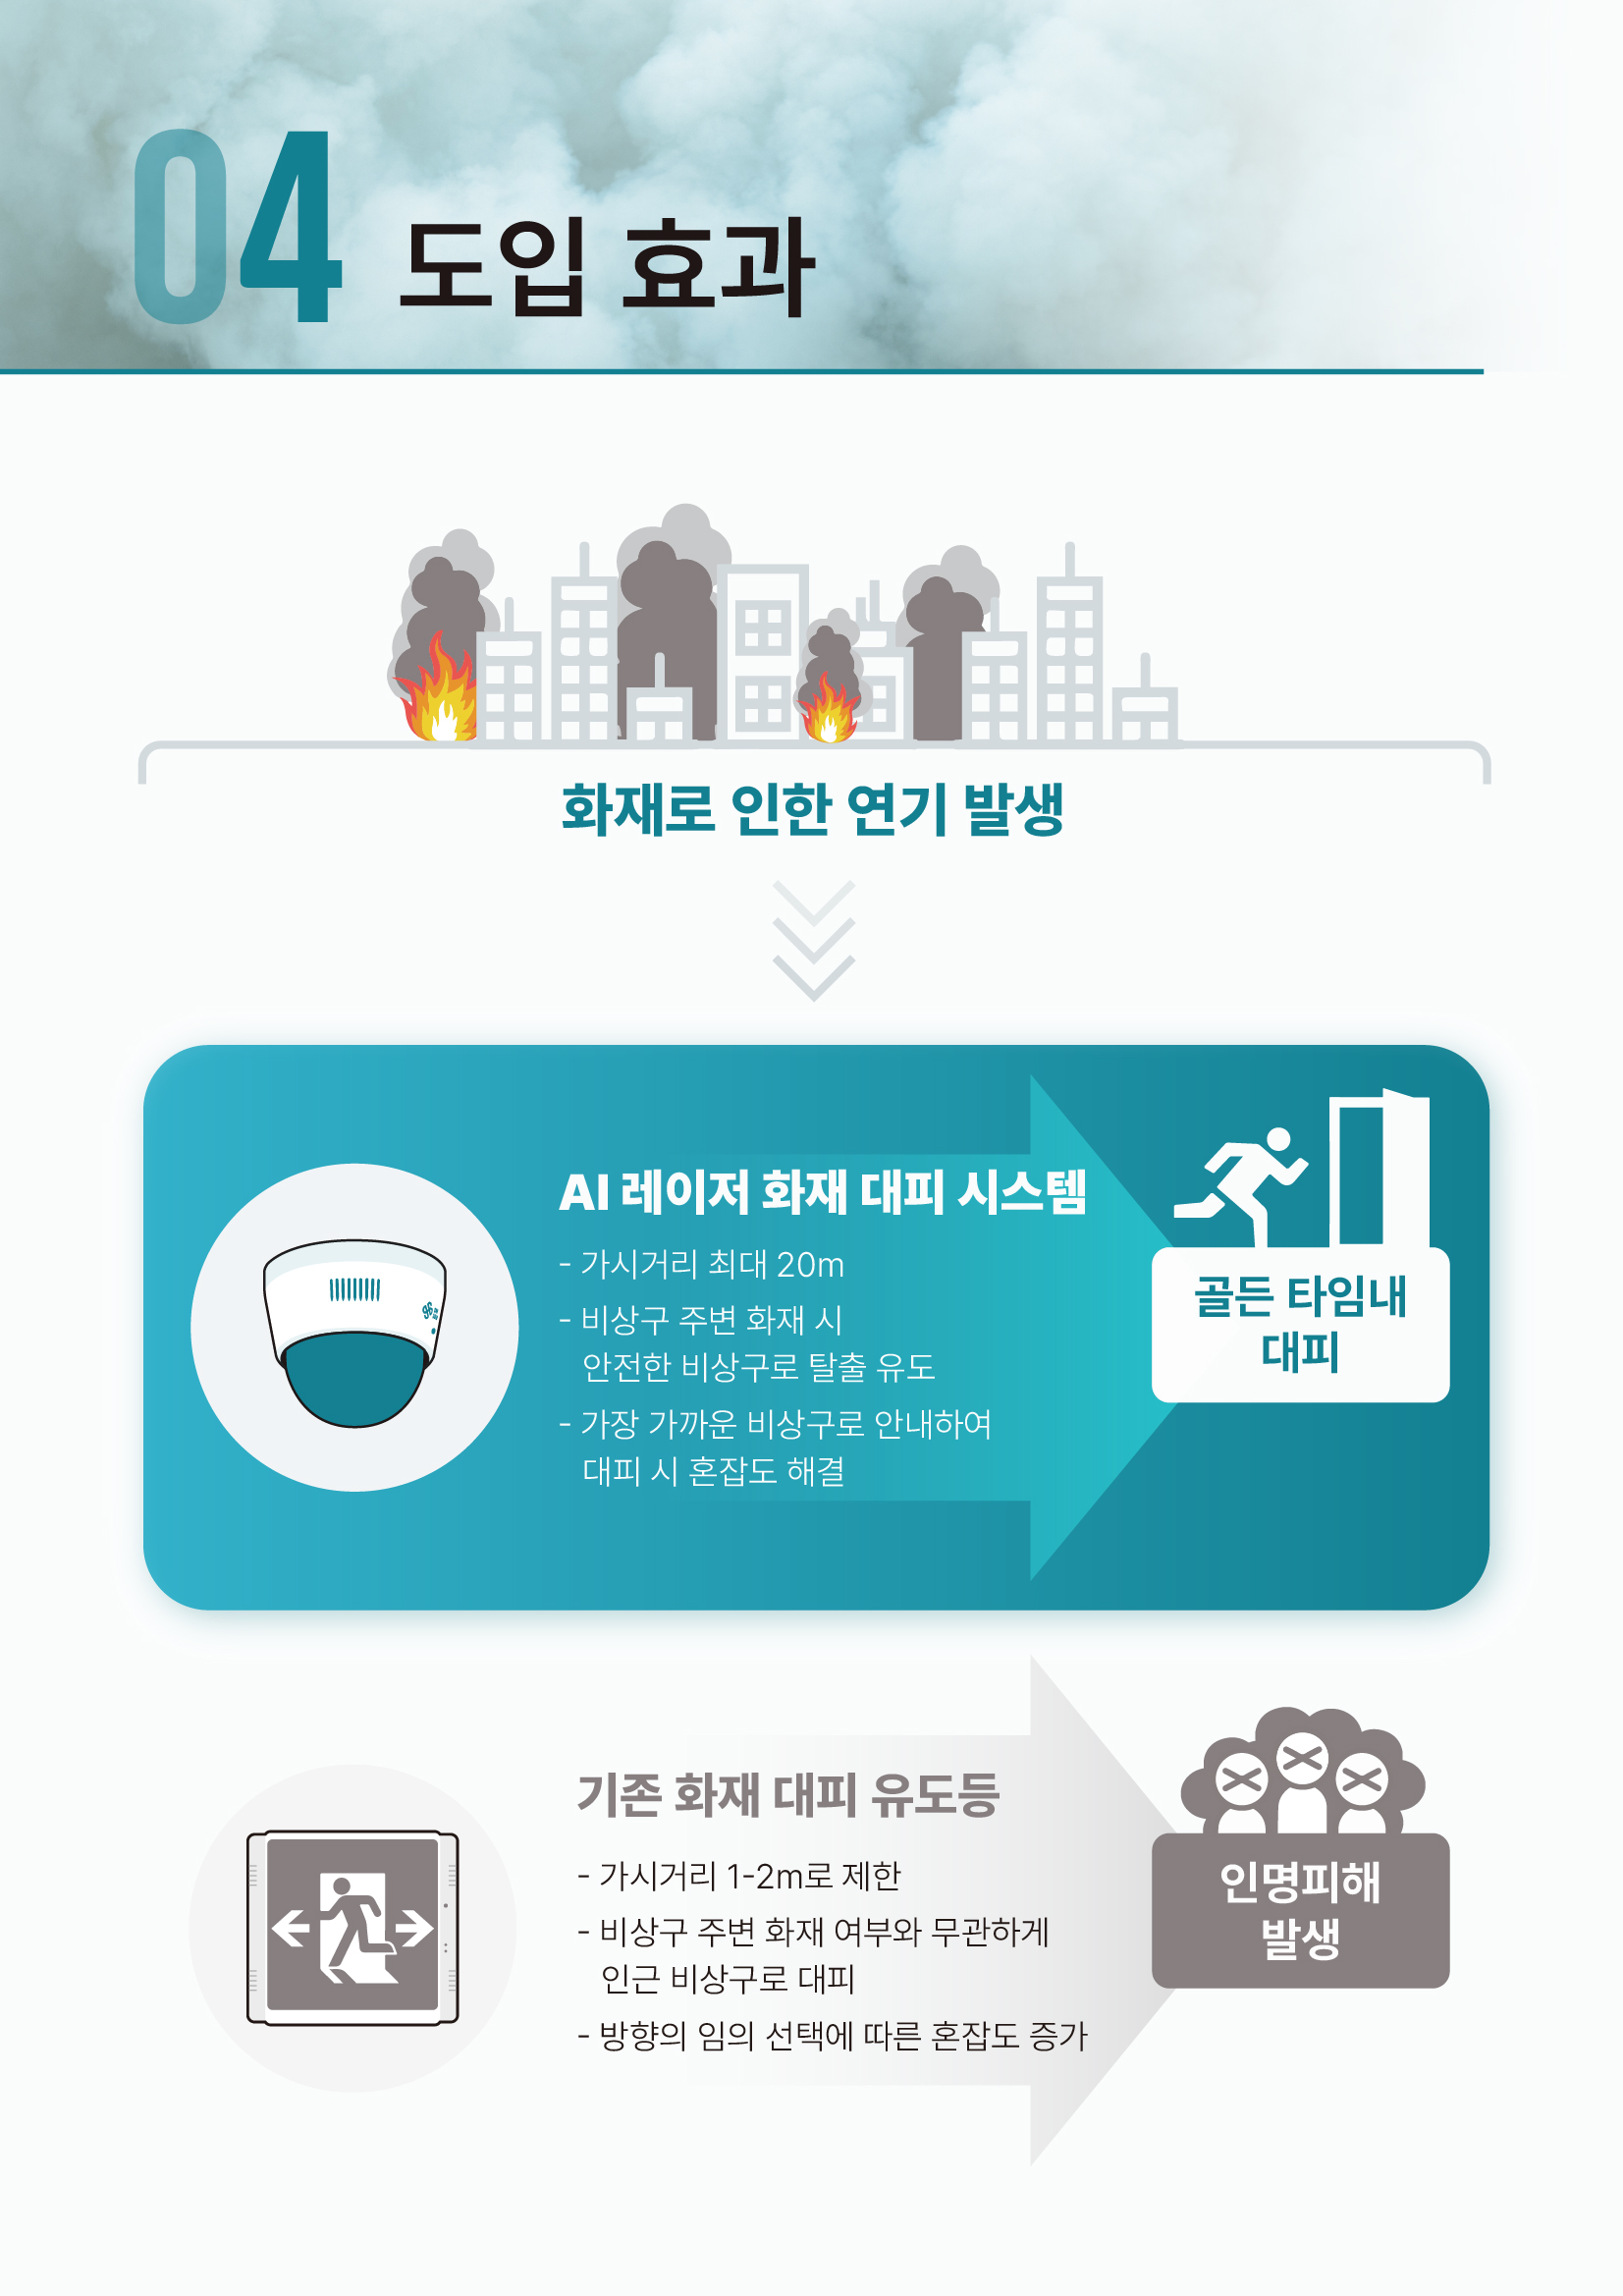 04 도입 효과
화재로 인한 연기 발생
AI 레이저 화재 대피 시스템
- 가시거리 최대 20m
- 비상구 주변 화재 시
안전한 비상구로 탈출 유도
- 가장 가까운 비상구로 안내하여
대피 시 혼잡도 해결
골든 타임내
대피
기존 화재 대피 유도등
- 가시거리 1-2m로 제한
- 비상구 주변 화재 여부와 무관하게
인근 비상구로 대피
- 방향의 임의 선택에 따른 혼잡도 증가
인명피해
발생